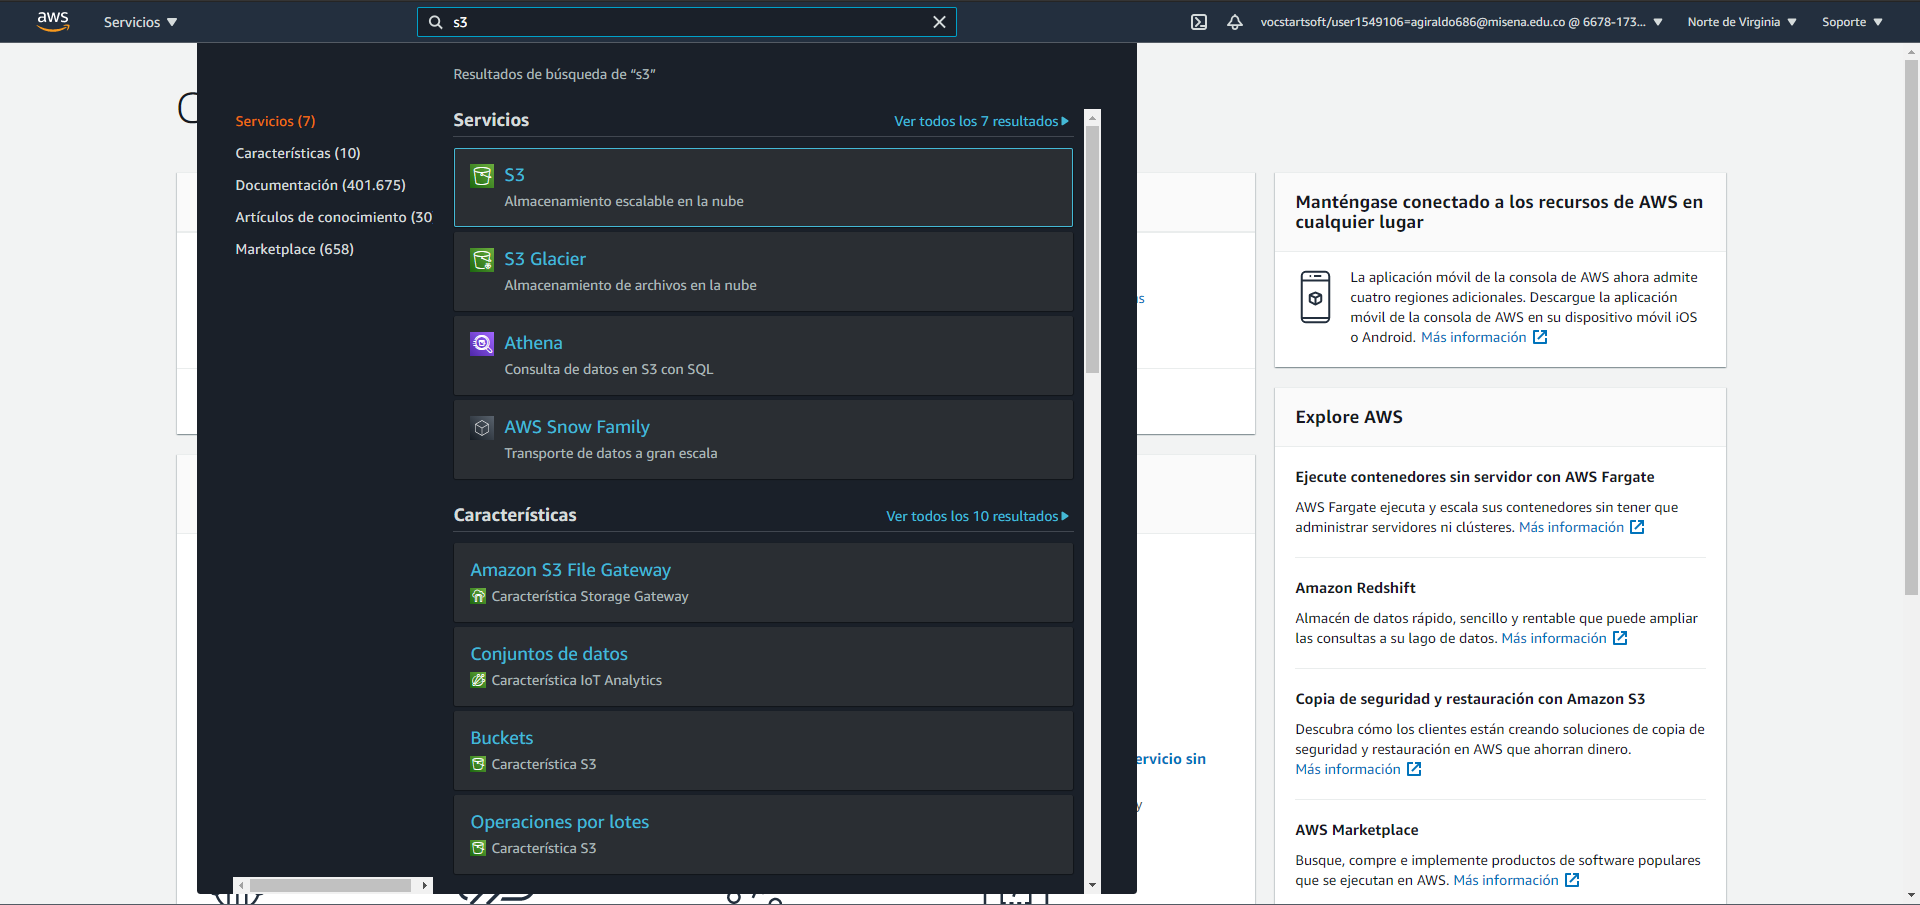 aws
Servicios
s3
vocstartsoft/user1549106=agiraldo686@misena.edu.co @ 6678-173...
Norte de Virginia
Soporte
Resultados de búsqueda de “s3”
Servicios (7)
Características (10)
Documentación (401.675)
Artículos de conocimiento (30
Marketplace (658)
Servicios
Ver todos los 7 resultados
S3
Almacenamiento escalable en la nube
S3 Glacier
Almacenamiento de archivos en la nube
Athena
Consulta de datos en S3 con SQL
AWS Snow Family
Transporte de datos a gran escala
Características
Ver todos los 10 resultados
Amazon S3 File Gateway
Característica Storage Gateway
Conjuntos de datos
Característica IoT Analytics
Buckets
Característica S3
Operaciones por lotes
Característica S3
ervicio sin
y
Manténgase conectado a los recursos de AWS en
cualquier lugar
La aplicación móvil de la consola de AWS ahora admite
cuatro regiones adicionales. Descargue la aplicación
móvil de la consola de AWS en su dispositivo móvil iOS
o Android. Más información
Explore AWS
Ejecute contenedores sin servidor con AWS Fargate
AWS Fargate ejecuta y escala sus contenedores sin tener que
administrar servidores ni clústeres. Más información
Amazon Redshift
Almacén de datos rápido, sencillo y rentable que puede ampliar
las consultas a su lago de datos. Más información
Copia de seguridad y restauración con Amazon S3
Descubra cómo los clientes están creando soluciones de copia de
seguridad y restauración en AWS que ahorran dinero.
Más información
AWS Marketplace
Busque, compre e implemente productos de software populares
que se ejecutan en AWS. Más información